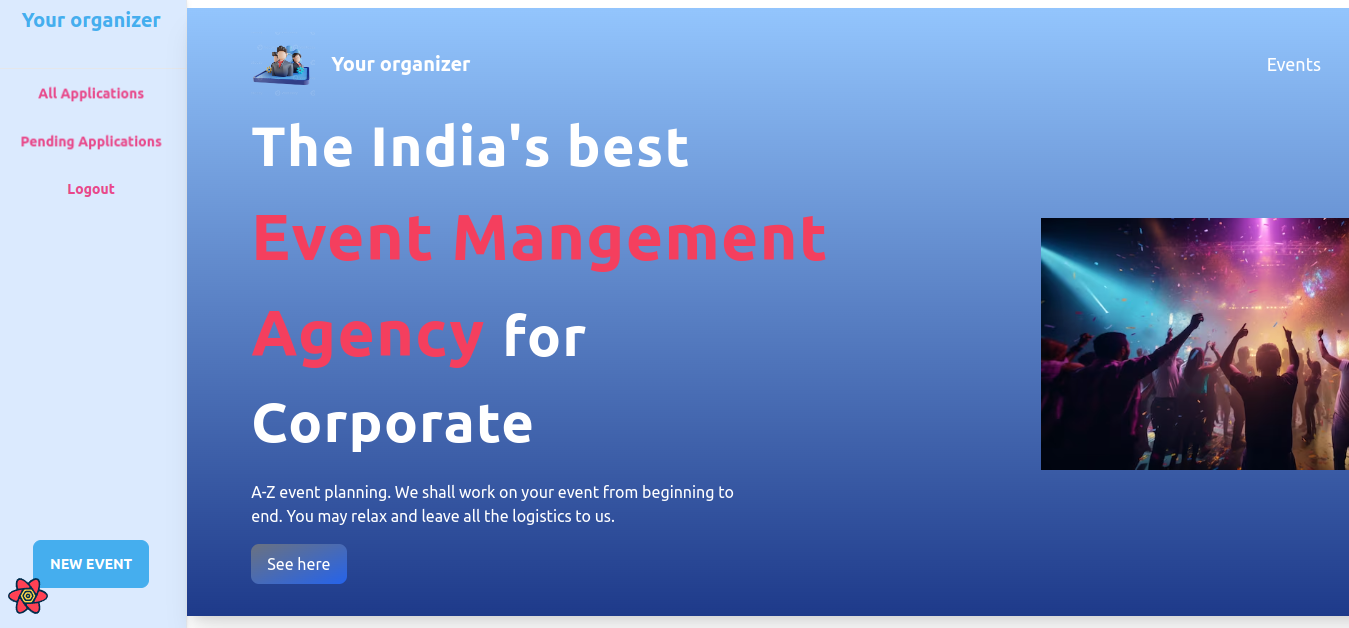 Your organizer
All Applications
Pending Applications
Logout
NEW EVENT
Your organizer
Events
The India's best
Event Mangement
Agency for
Corporate
A-Z event planning. We shall work on your event from beginning to
end. You may relax and leave all the logistics to us.
See here